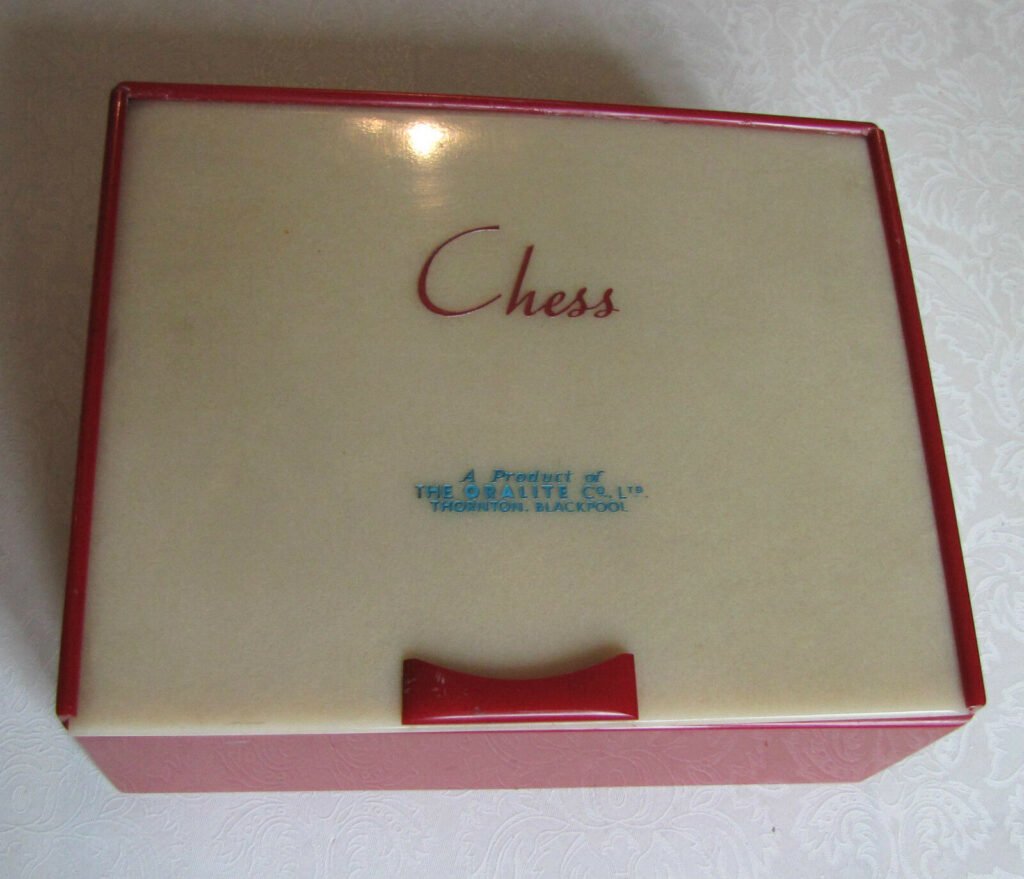 Chess
A Product of
THE ORALITE Co. LTD.
THORNTON. BLACKPOOL